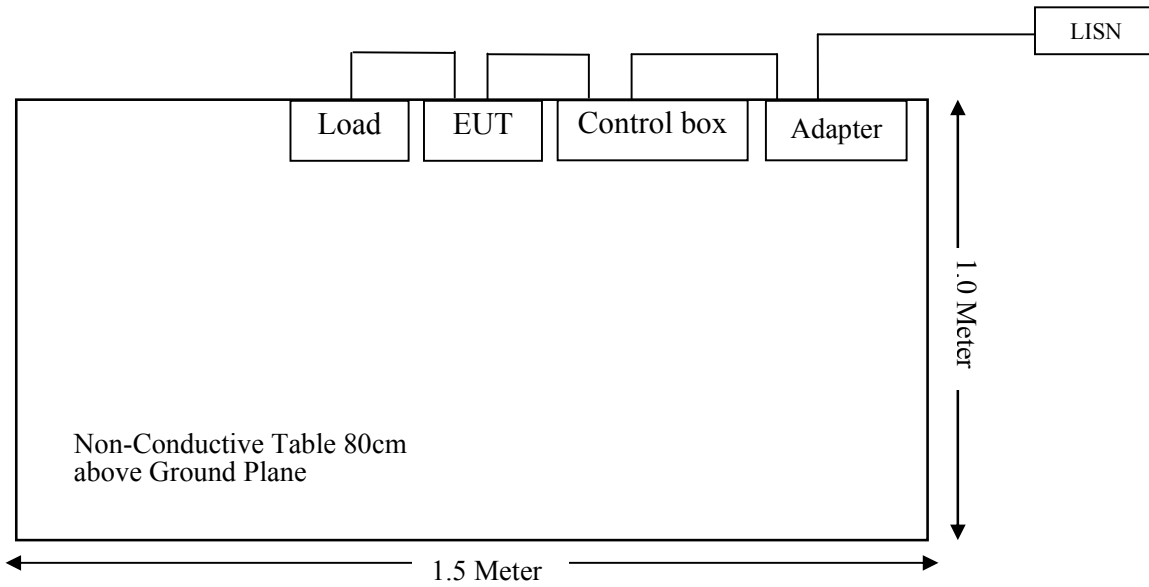 LISN
Load
EUT
Control box
Adapter
1.0 Meter
Non-Conductive Table 80cm
above Ground Plane
1.5 Meter